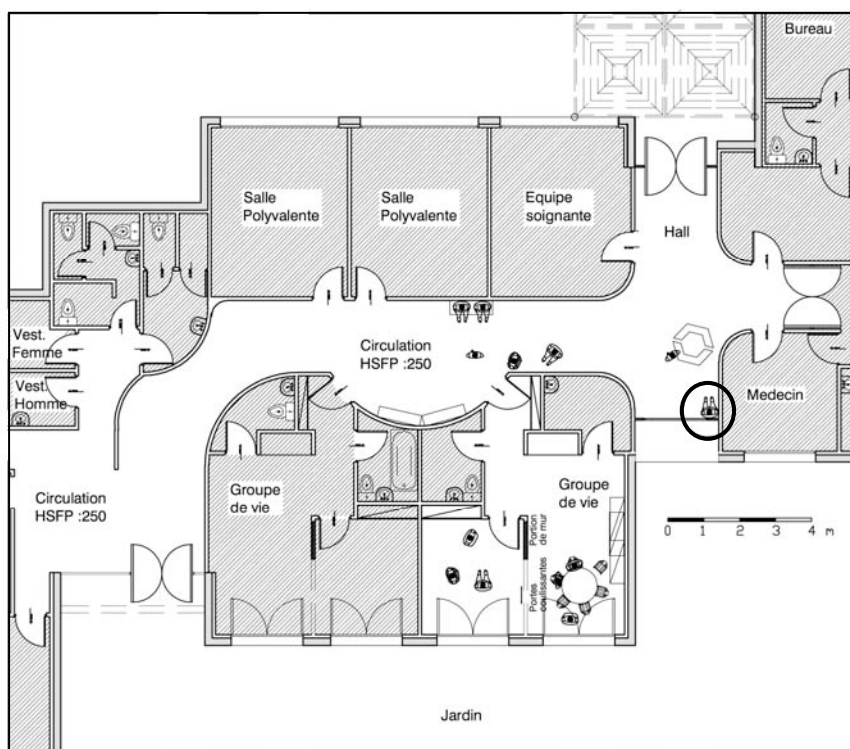 Bureau
Salle
Polyvalente
Salle
Polyvalente
Equipe
soignante
Hall
Vest.
Femme
Circulation
HSFP :250
Vest.
Homme
Medecin
Circulation
HSFP :250
Groupe
de vie
Groupe
de vie
Portion
de mur
Portes
coulissantes
0 1 2 3 4 m
Jardin